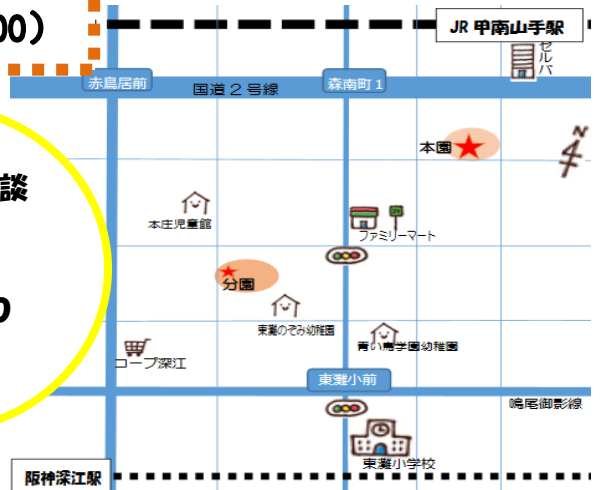 00)
JR 甲南山手駅
セルバ
赤鳥居前
国道2号線
森南町1
本園
N
談
本庄児童館
ファミリーマート
分園
り
東灘のぞみ幼稚園
青い鳥学園幼稚園
コープ深江
東灘小前
鳴尾御影線
東灘小学校
阪神深江駅